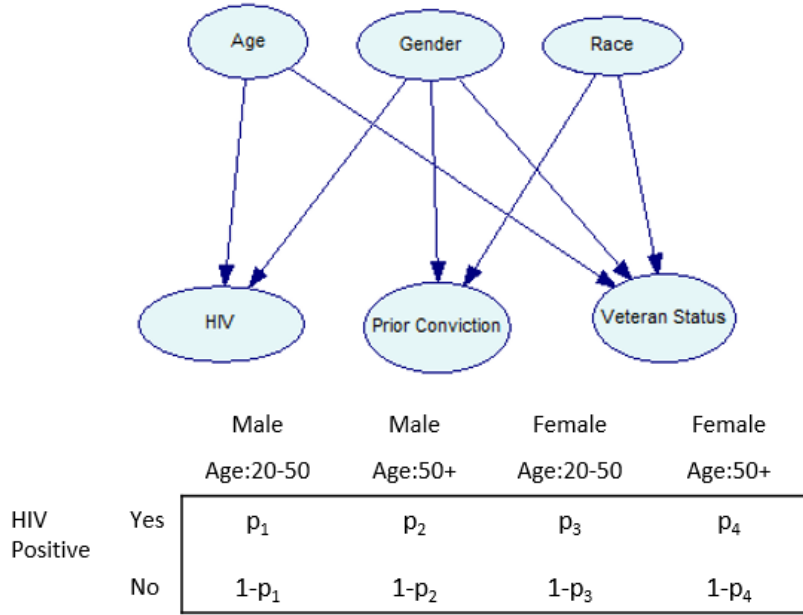 Age Gender Race
HIV Prior Conviction Veteran Status
Male Male Female Female
Age:20-50 Age:50+ Age:20-50 Age:50+
HIV Positive Yes p₁ p₂ p₃ p₄
No 1-p₁ 1-p₂ 1-p₃ 1-p₄